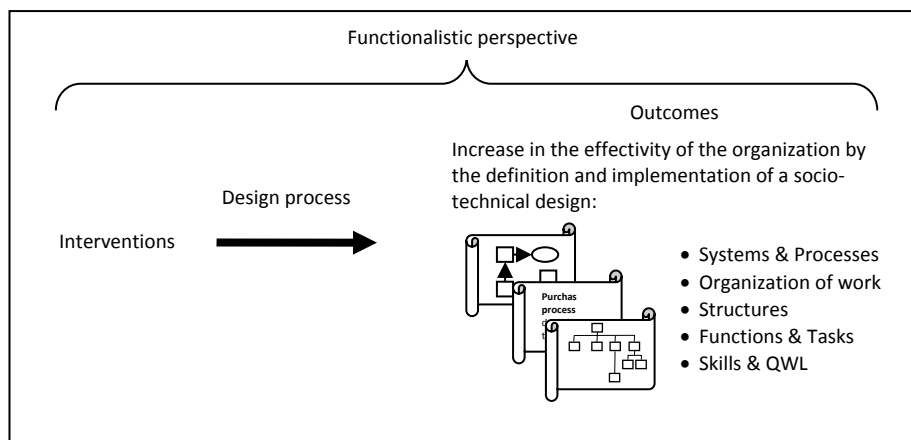 Functionalistic perspective
Outcomes
Increase in the effectivity of the organization by
the definition and implementation of a socio-
technical design:
Design process
Interventions
Purchas
process
d
t
• Systems & Processes
• Organization of work
• Structures
• Functions & Tasks
• Skills & QWL